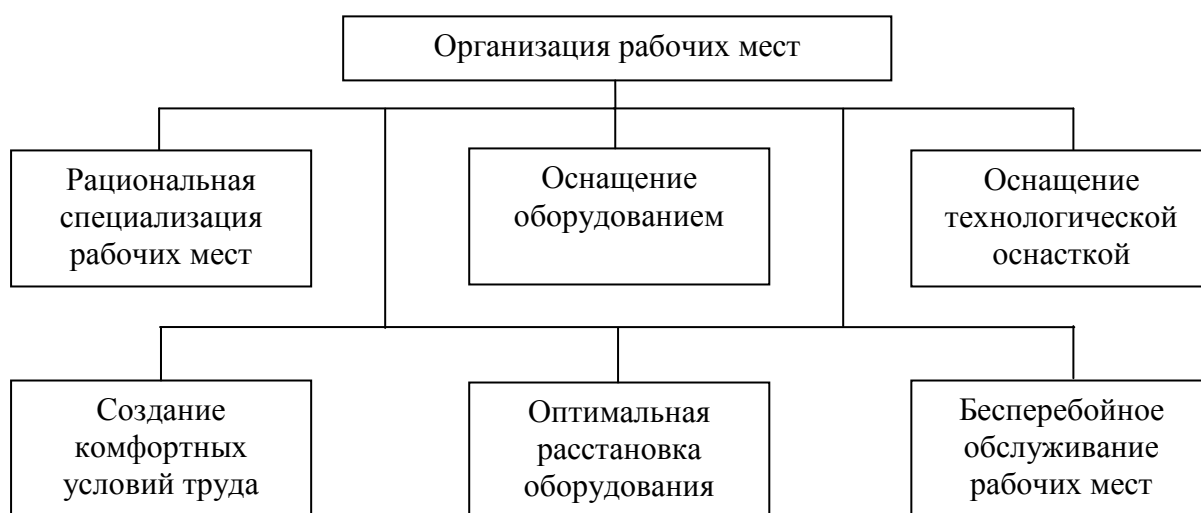 Организация рабочих мест
Рациональная
специализация
рабочих мест
Оснащение
оборудованием
Оснащение
технологической
оснасткой
Создание
комфортных
условий труда
Оптимальная
расстановка
оборудования
Бесперебойное
обслуживание
рабочих мест